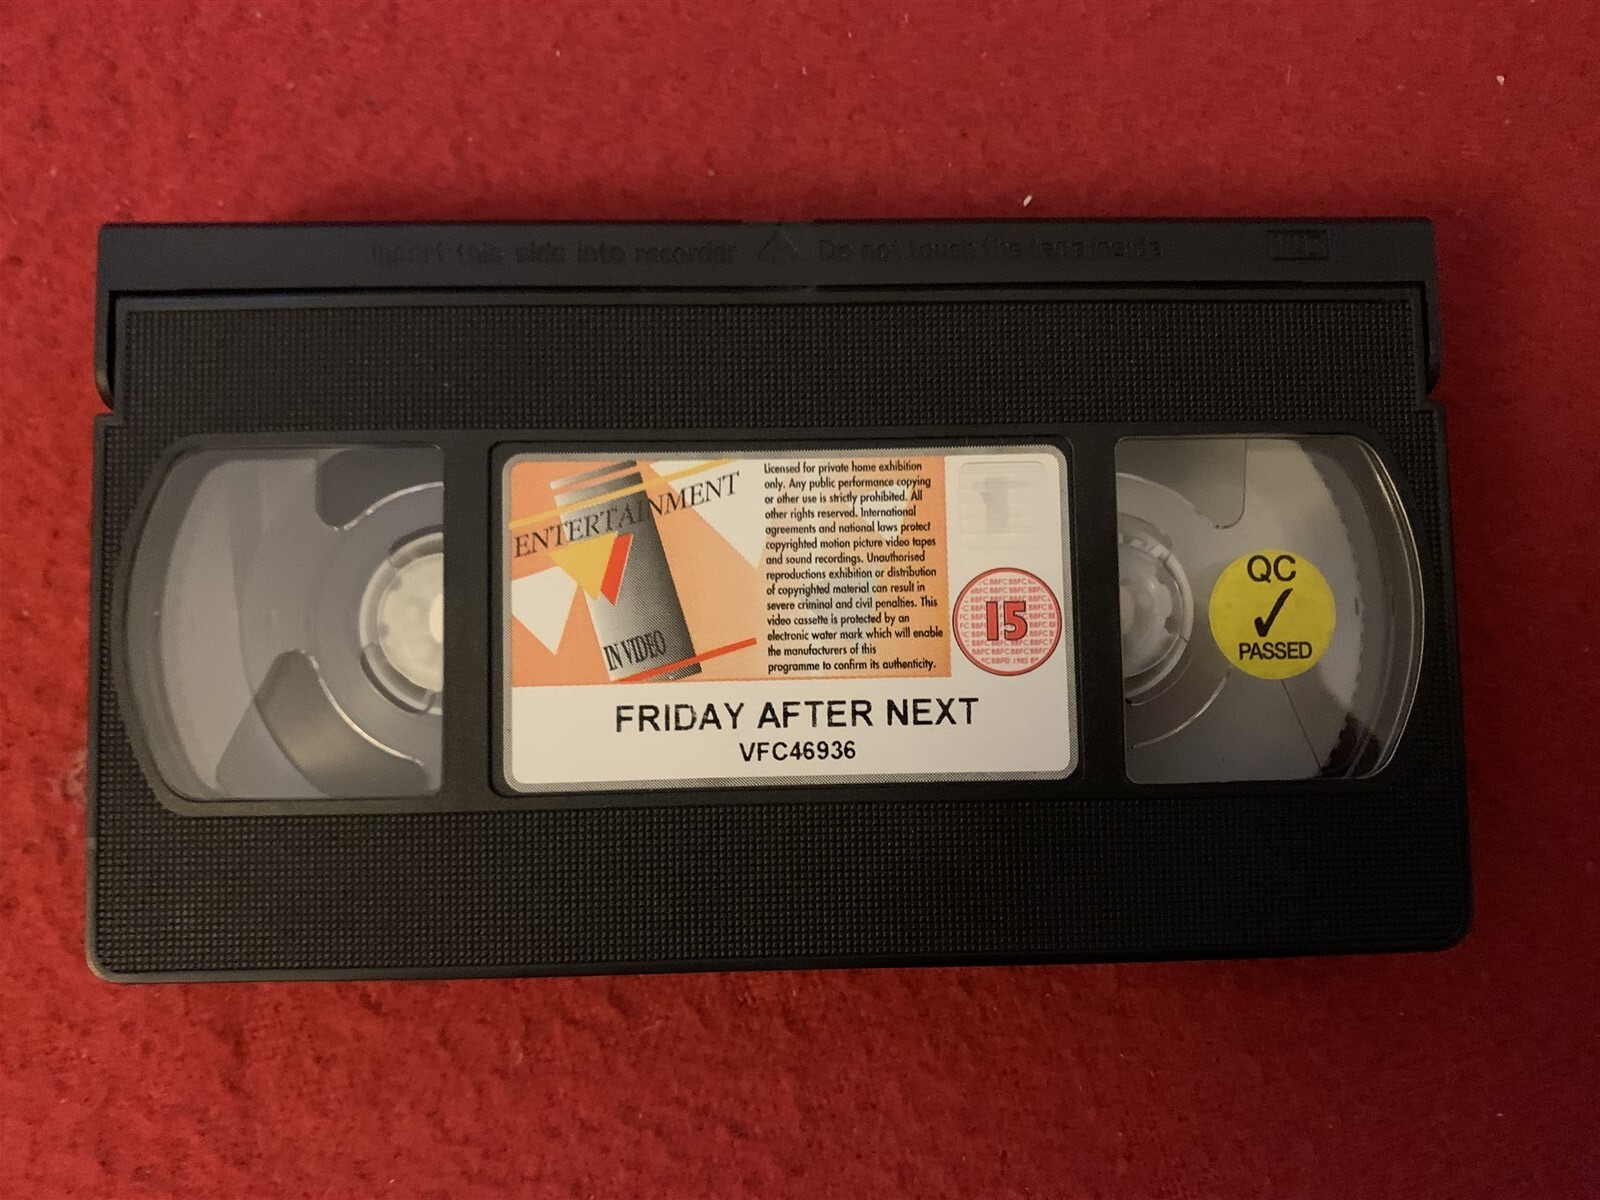 Insert this side into recorder
Do not touch the tape inside
VHS
ENTERTAINMENT
IN VIDEO
Licensed for private home exhibition
only. Any public performance copying
or other use is strictly prohibited. All
other rights reserved. International
agreements and national laws protect
copyrighted motion picture video tapes
and sound recordings. Unauthorised
reproductions exhibition or distribution
of copyrighted material can result in
severe criminal and civil penalties. This
video cassette is protected by an
electronic water mark which will enable
the manufacturers of this
programme to confirm its authenticity.
15
FRIDAY AFTER NEXT
VFC46936
QC
PASSED